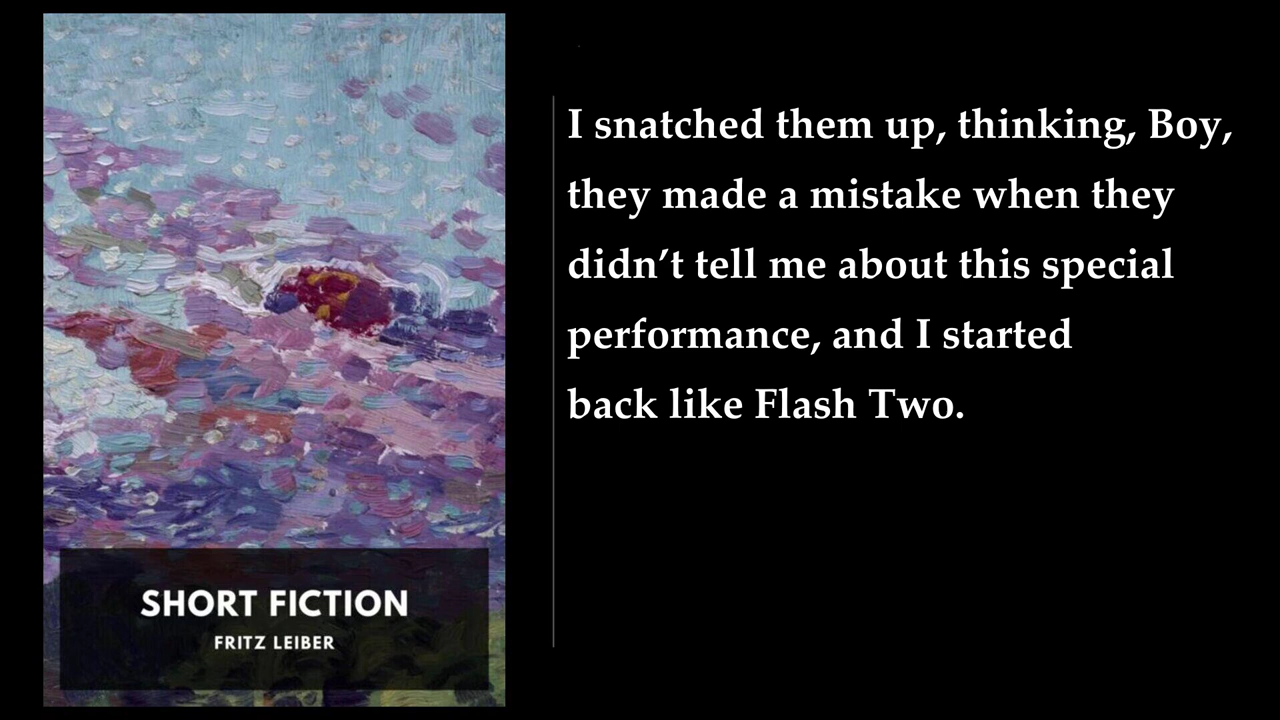 SHORT FICTION
FRITZ LEIBER
I snatched them up, thinking, Boy,
they made a mistake when they
didn’t tell me about this special
performance, and I started
back like Flash Two.